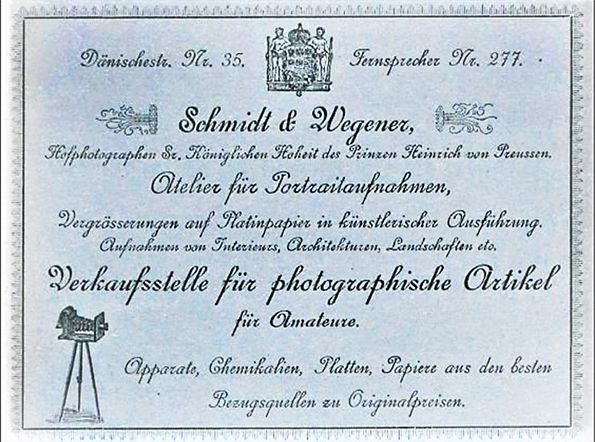 Dänischestr. Nr. 35. Fernsprecher Nr. 277.
Schmidt & Wegener,
Hofphotographen Sr. Königlichen Hoheit des Prinzen Heinrich von Preussen.
Atelier für Portraitaufnahmen,
Vergrösserungen auf Platinpapier in künstlerischer Ausführung.
Aufnahmen von Interieurs, Architekturen, Landschaften etc.
Verkaufsstelle für photographische Artikel
für Amateure.
Apparate, Chemikalien, Platten, Papiere aus den besten
Bezugsquellen zu Originalpreisen.